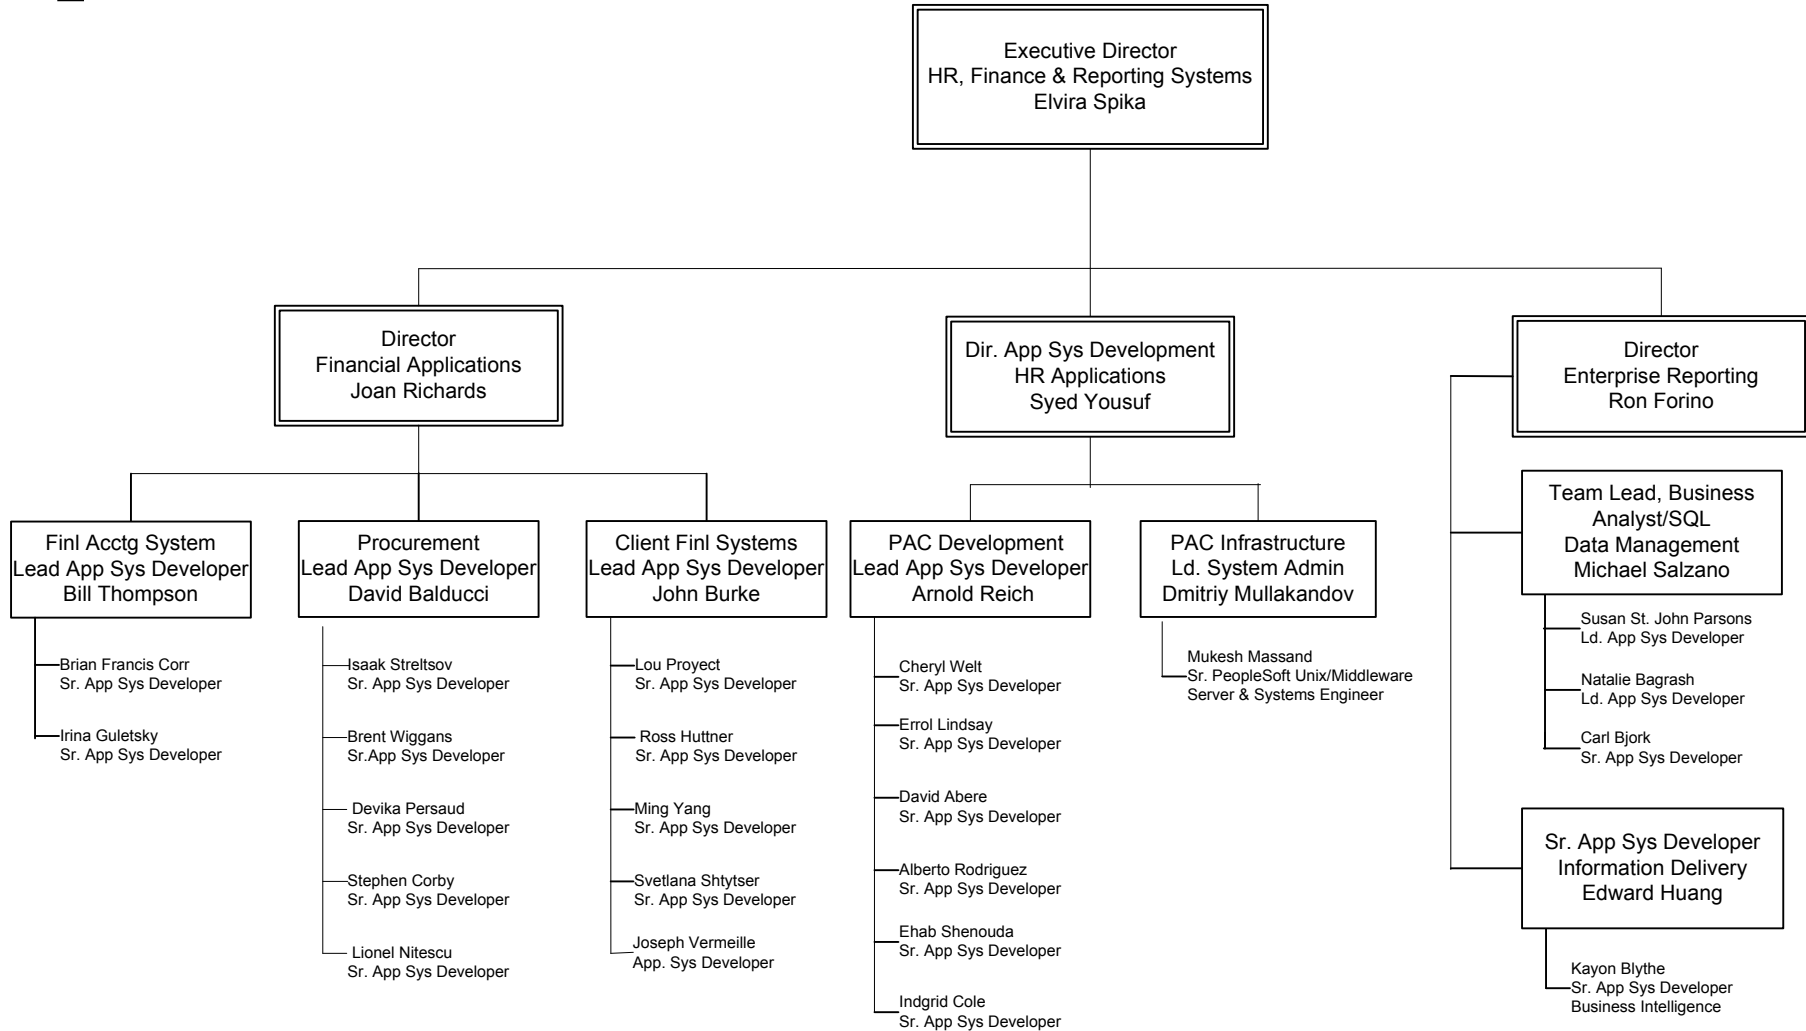 Executive Director
HR, Finance & Reporting Systems
Elvira Spika
Director
Financial Applications
Joan Richards
Dir. App Sys Development
HR Applications
Syed Yousuf
Director
Enterprise Reporting
Ron Forino
Finl Acctg System
Lead App Sys Developer
Bill Thompson
Brian Francis Corr
Sr. App Sys Developer
Irina Guletsky
Sr. App Sys Developer
Procurement
Lead App Sys Developer
David Balducci
Isaak Streltsov
Sr. App Sys Developer
Brent Wiggans
Sr.App Sys Developer
Devika Persaud
Sr. App Sys Developer
Stephen Corby
Sr. App Sys Developer
Lionel Nitescu
Sr. App Sys Developer
Client Finl Systems
Lead App Sys Developer
John Burke
Lou Proyect
Sr. App Sys Developer
Ross Huttner
Sr. App Sys Developer
Ming Yang
Sr. App Sys Developer
Svetlana Shtytser
Sr. App Sys Developer
Joseph Vermeille
App. Sys Developer
PAC Development
Lead App Sys Developer
Arnold Reich
Cheryl Welt
Sr. App Sys Developer
Errol Lindsay
Sr. App Sys Developer
David Abere
Sr. App Sys Developer
Alberto Rodriguez
Sr. App Sys Developer
Ehab Shenouda
Sr. App Sys Developer
Indgrid Cole
Sr. App Sys Developer
PAC Infrastructure
Ld. System Admin
Dmitriy Mullakandov
Mukesh Massand
Sr. PeopleSoft Unix/Middleware
Server & Systems Engineer
Team Lead, Business
Analyst/SQL
Data Management
Michael Salzano
Susan St. John Parsons
Ld. App Sys Developer
Natalie Bagrash
Ld. App Sys Developer
Carl Bjork
Sr. App Sys Developer
Sr. App Sys Developer
Information Delivery
Edward Huang
Kayon Blythe
Sr. App Sys Developer
Business Intelligence